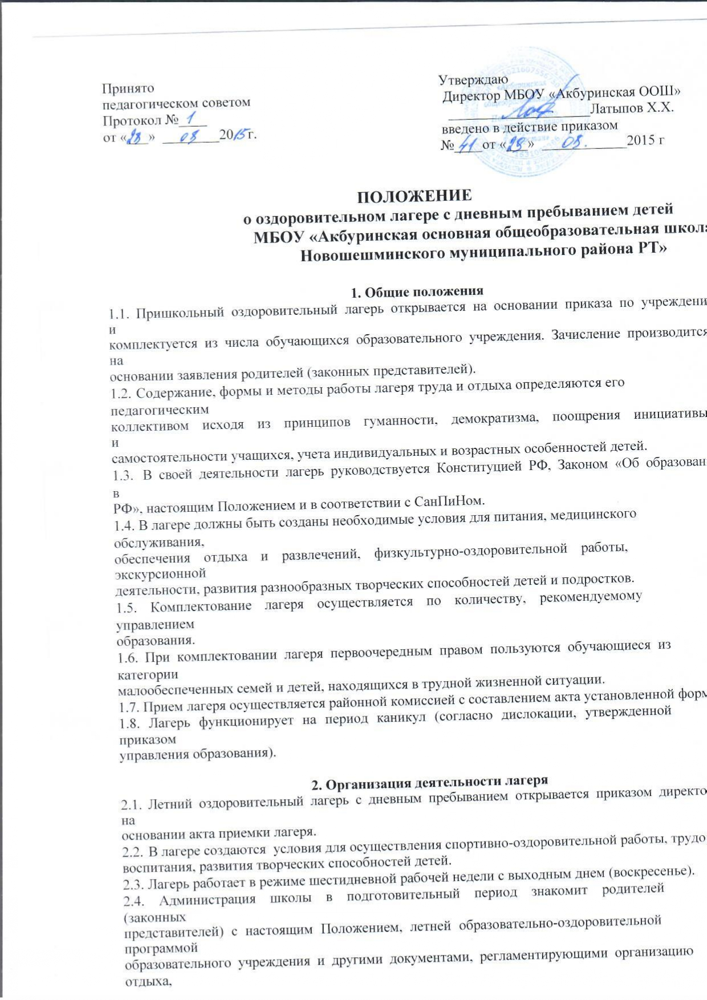 Принято
педагогическом советом
Протокол № 1
от «28» 08 2015 г.
Утверждаю
Директор МБОУ «Акбуринская ООШ»
Латыпов Х.Х.
введено в действие приказом
№ 41 от «29» 08. 2015 г
ПОЛОЖЕНИЕ
о оздоровительном лагере с дневным пребыванием детей
МБОУ «Акбуринская основная общеобразовательная школа
Новошешминского муниципального района РТ»
1. Общие положения
1.1. Пришкольный оздоровительный лагерь открывается на основании приказа по учреждени
и
комплектуется из числа обучающихся образовательного учреждения. Зачисление производится
на
основании заявления родителей (законных представителей).
1.2. Содержание, формы и методы работы лагеря труда и отдыха определяются его
педагогическим
коллективом исходя из принципов гуманности, демократизма, поощрения инициативы
и
самостоятельности учащихся, учета индивидуальных и возрастных особенностей детей.
1.3. В своей деятельности лагерь руководствуется Конституцией РФ, Законом «Об образован
в
РФ», настоящим Положением и в соответствии с СанПиНом.
1.4. В лагере должны быть созданы необходимые условия для питания, медицинского
обслуживания,
обеспечения отдыха и развлечений, физкультурно-оздоровительной работы,
экскурсионной
деятельности, развития разнообразных творческих способностей детей и подростков.
1.5. Комплектование лагеря осуществляется по количеству, рекомендуемому
управлением
образования.
1.6. При комплектовании лагеря первоочередным правом пользуются обучающиеся из
категории
малообеспеченных семей и детей, находящихся в трудной жизненной ситуации.
1.7. Прием лагеря осуществляется районной комиссией с составлением акта установленной форм
1.8. Лагерь функционирует на период каникул (согласно дислокации, утвержденной
приказом
управления образования).
2. Организация деятельности лагеря
2.1. Летний оздоровительный лагерь с дневным пребыванием открывается приказом директо
на
основании акта приемки лагеря.
2.2. В лагере создаются условия для осуществления спортивно-оздоровительной работы, трудо
воспитания, развития творческих способностей детей.
2.3. Лагерь работает в режиме шестидневной рабочей недели с выходным днем (воскресенье).
2.4. Администрация школы в подготовительный период знакомит родителей
(законных
представителей) с настоящим Положением, летней образовательно-оздоровительной
программой
образовательного учреждения и другими документами, регламентирующими организацию
отдыха,